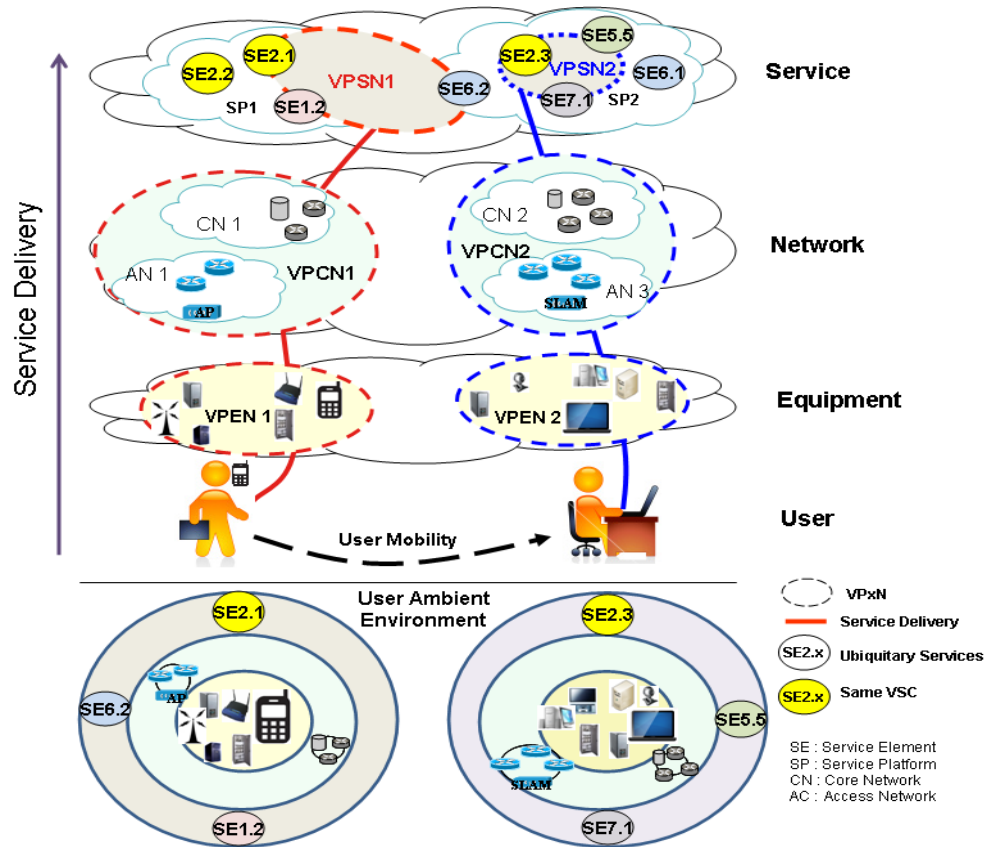 SE5.5
SE2.1
SE2.3
SE2.2
VPSN1
VPSN2
SE6.2
SE6.1
Service
SE1.2
SP1
SE7.1
SP2
CN 1
CN 2
VPCN1
VPCN2
Network
AN 1
AN 3
AP
SLAM
Service Delivery
VPEN 1
VPEN 2
Equipment
User
User Mobility
User Ambient
Environment
SE2.1
AP
SE6.2
SE1.2
SE2.3
SE5.5
SLAM
SE7.1
VPxN
Service Delivery
SE2.x
Ubiquitary Services
SE2.x
Same VSC
SE : Service Element
SP : Service Platform
CN : Core Network
AC : Access Network